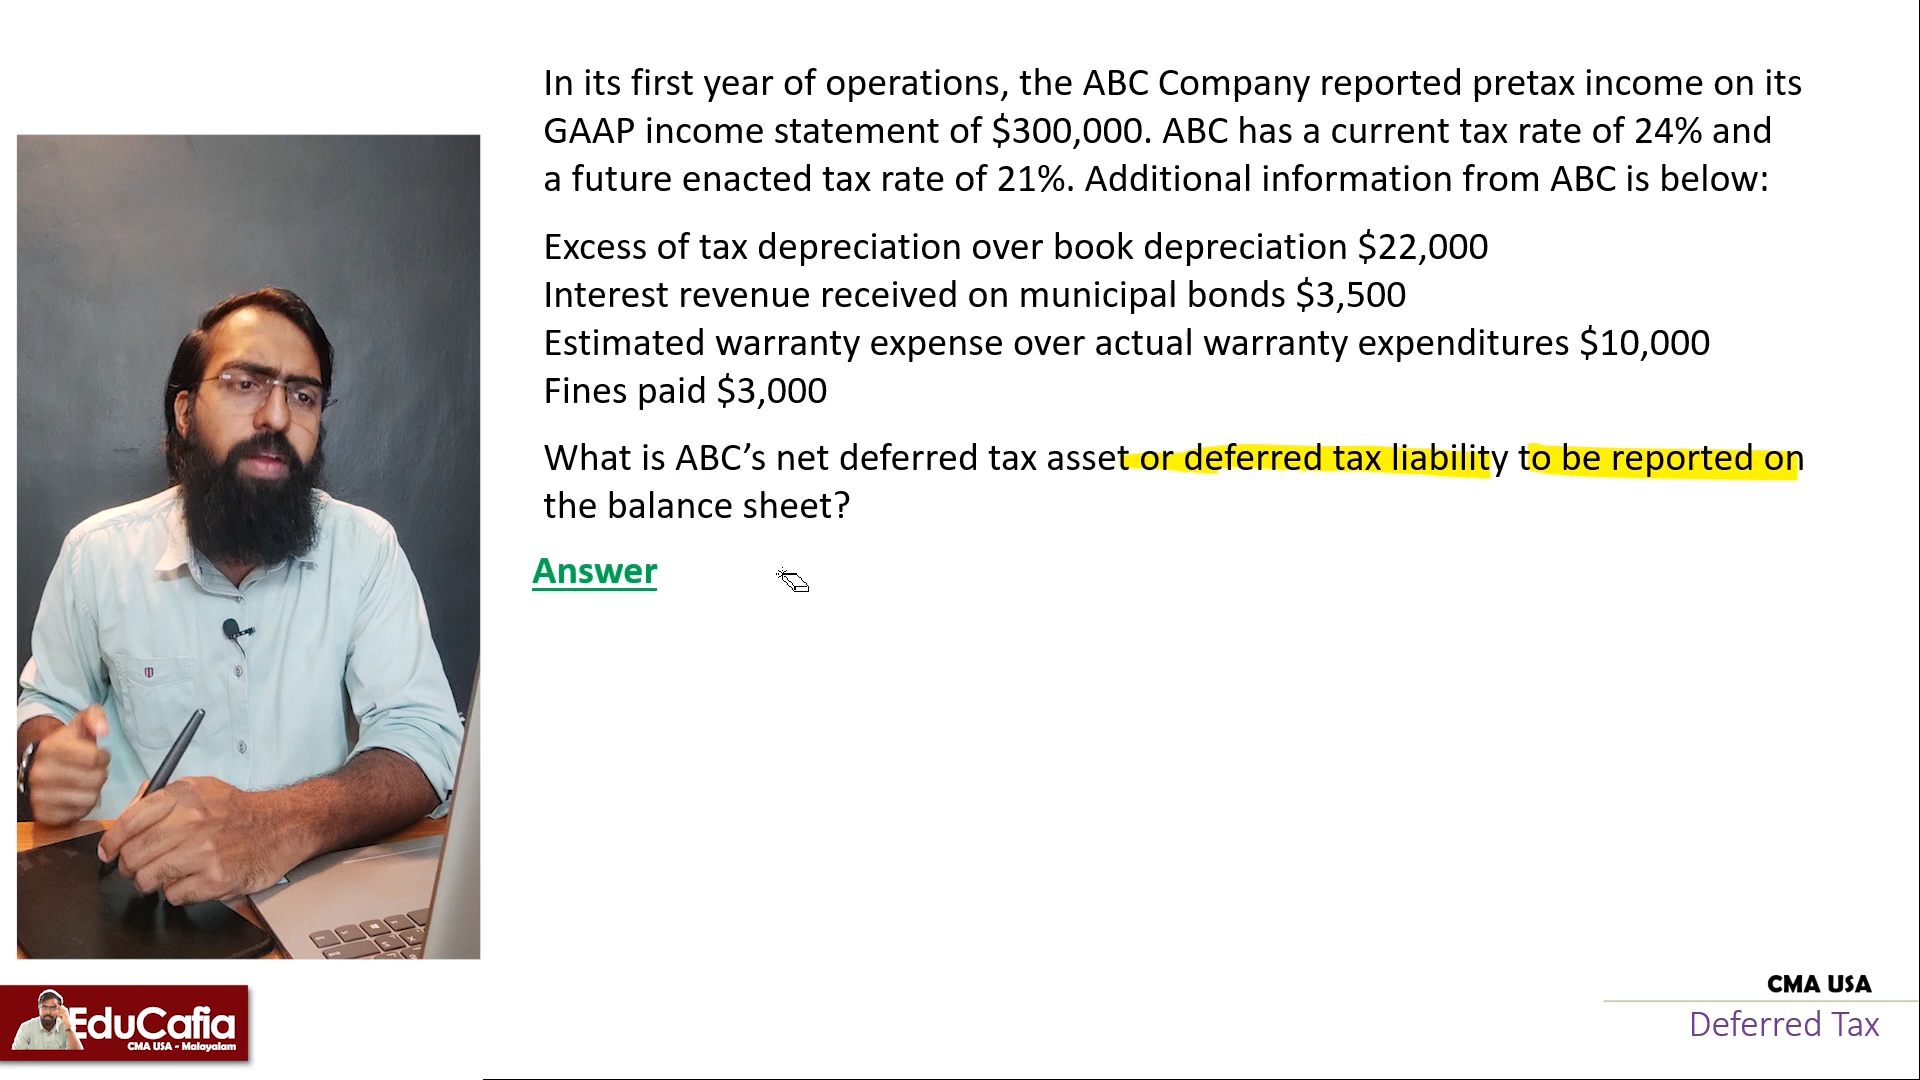 In its first year of operations, the ABC Company reported pretax income on its
GAAP income statement of $300,000. ABC has a current tax rate of 24% and
a future enacted tax rate of 21%. Additional information from ABC is below:
Excess of tax depreciation over book depreciation $22,000
Interest revenue received on municipal bonds $3,500
Estimated warranty expense over actual warranty expenditures $10,000
Fines paid $3,000
What is ABC’s net deferred tax asset or deferred tax liability to be reported on
the balance sheet?
Answer
EduCafia
CMA USA - Malayalam
CMA USA
Deferred Tax